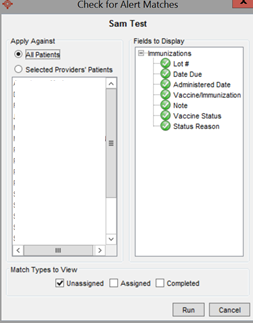 Check for Alert Matches
Sam Test
Apply Against
All Patients
Selected Providers' Patients
Fields to Display
Immunizations
Lot #
Date Due
Administered Date
Vaccine/Immunization
Note
Vaccine Status
Status Reason
Match Types to View
Unassigned
Assigned
Completed
Run
Cancel